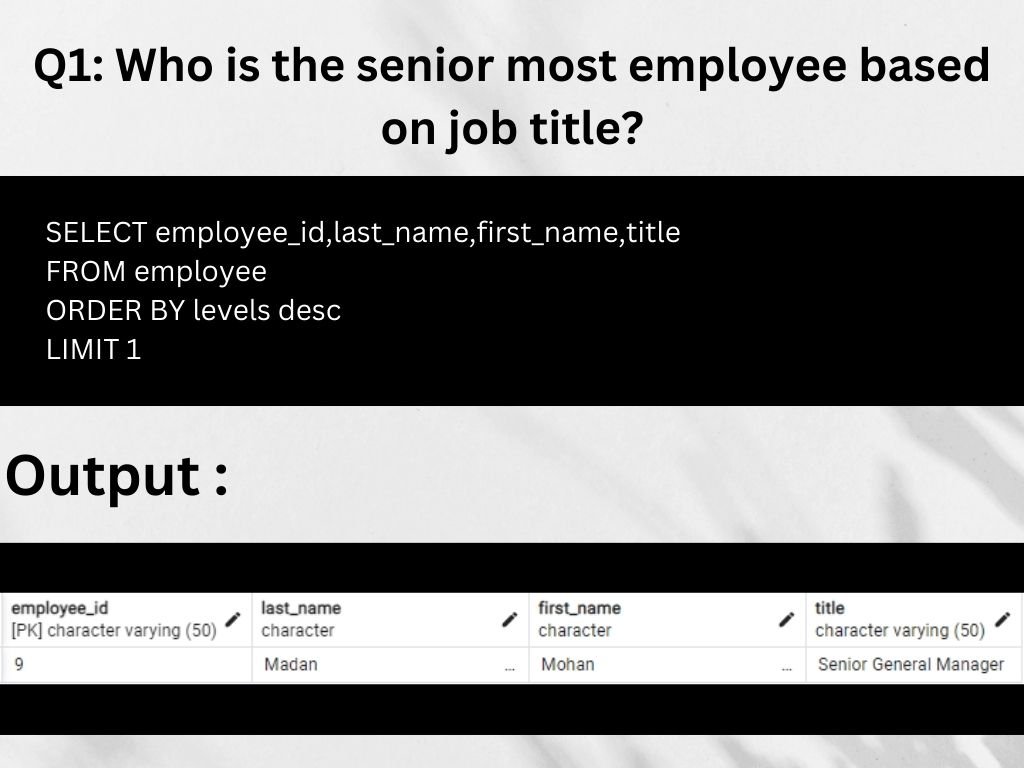 Q1: Who is the senior most employee based
on job title?
SELECT employee_id,last_name,first_name,title
FROM employee
ORDER BY levels desc
LIMIT 1
Output :
employee_id last_name first_name title
[PK] character varying (50) character character character varying (50)
9 Madan ... Mohan ... Senior General Manager